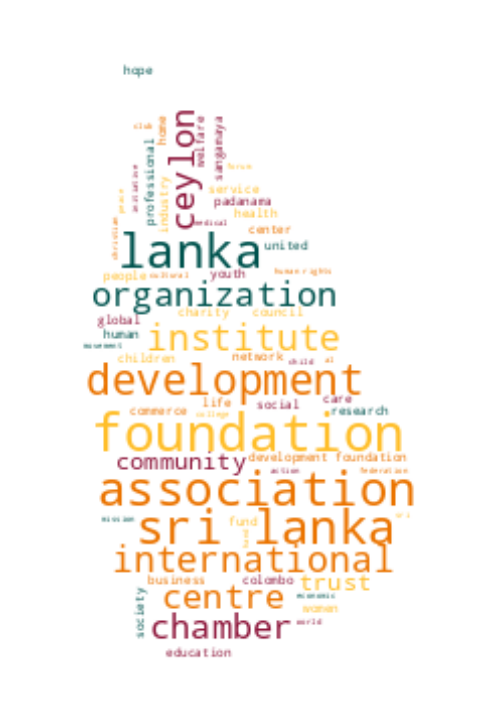 hope
ceylon
club
home
welfare
sangamaya
professional
industry
initiative
peace
christian
forum
service
padanama
health
medical
center
lanka
united
people
cultural
youth
human rights
organization
global
charity
council
human
institute
movement
children
network
child
al
development
life
care
commerce
college
social
research
foundation
community
development foundation
action
federation
association
mission
sri lanka
fund
sri
international
business
colombo
trust
centre
economic
women
society
chamber
world
education